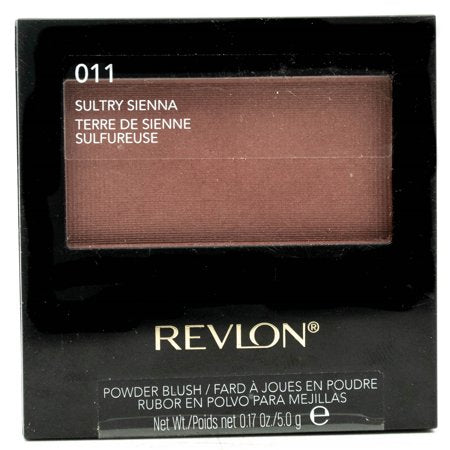 011
SULTRY SIENNA
TERRE DE SIENNE
SULFUREUSE
REVLON®
POWDER BLUSH / FARD À JOUES EN POUDRE
RUBOR EN POLVO PARA MEJILLAS
Net Wt./Poids net 0.17 Oz/5.0 g ℮